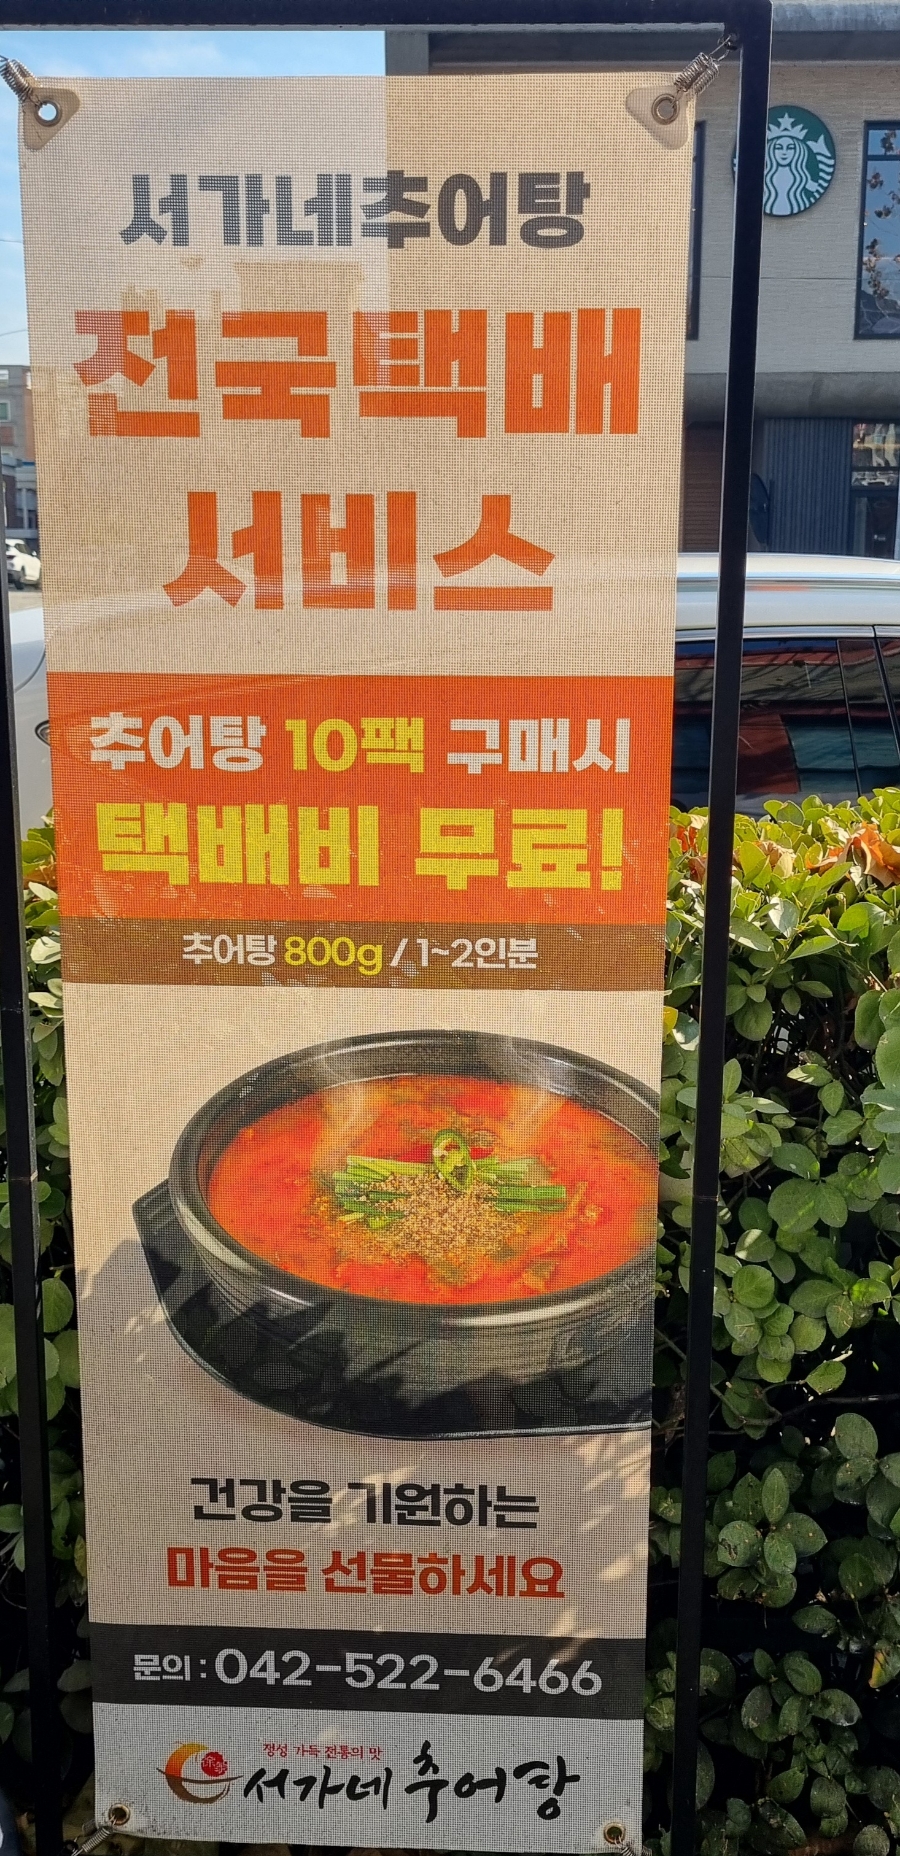 서가네추어탕
전국택배
서비스
추어탕 10팩 구매시
택배비 무료!
추어탕 800g / 1~2인분
건강을 기원하는
마음을 선물하세요
문의 : 042-522-6466
정성 가득 전통의 맛
서가네 추어탕